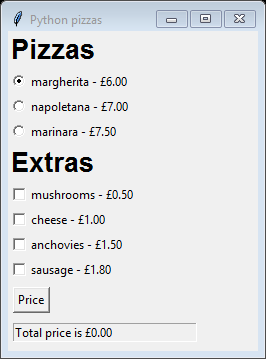 Python pizzas
Pizzas
margherita - £6.00
napoletana - £7.00
marinara - £7.50
Extras
mushrooms - £0.50
cheese - £1.00
anchovies - £1.50
sausage - £1.80
Price
Total price is £0.00